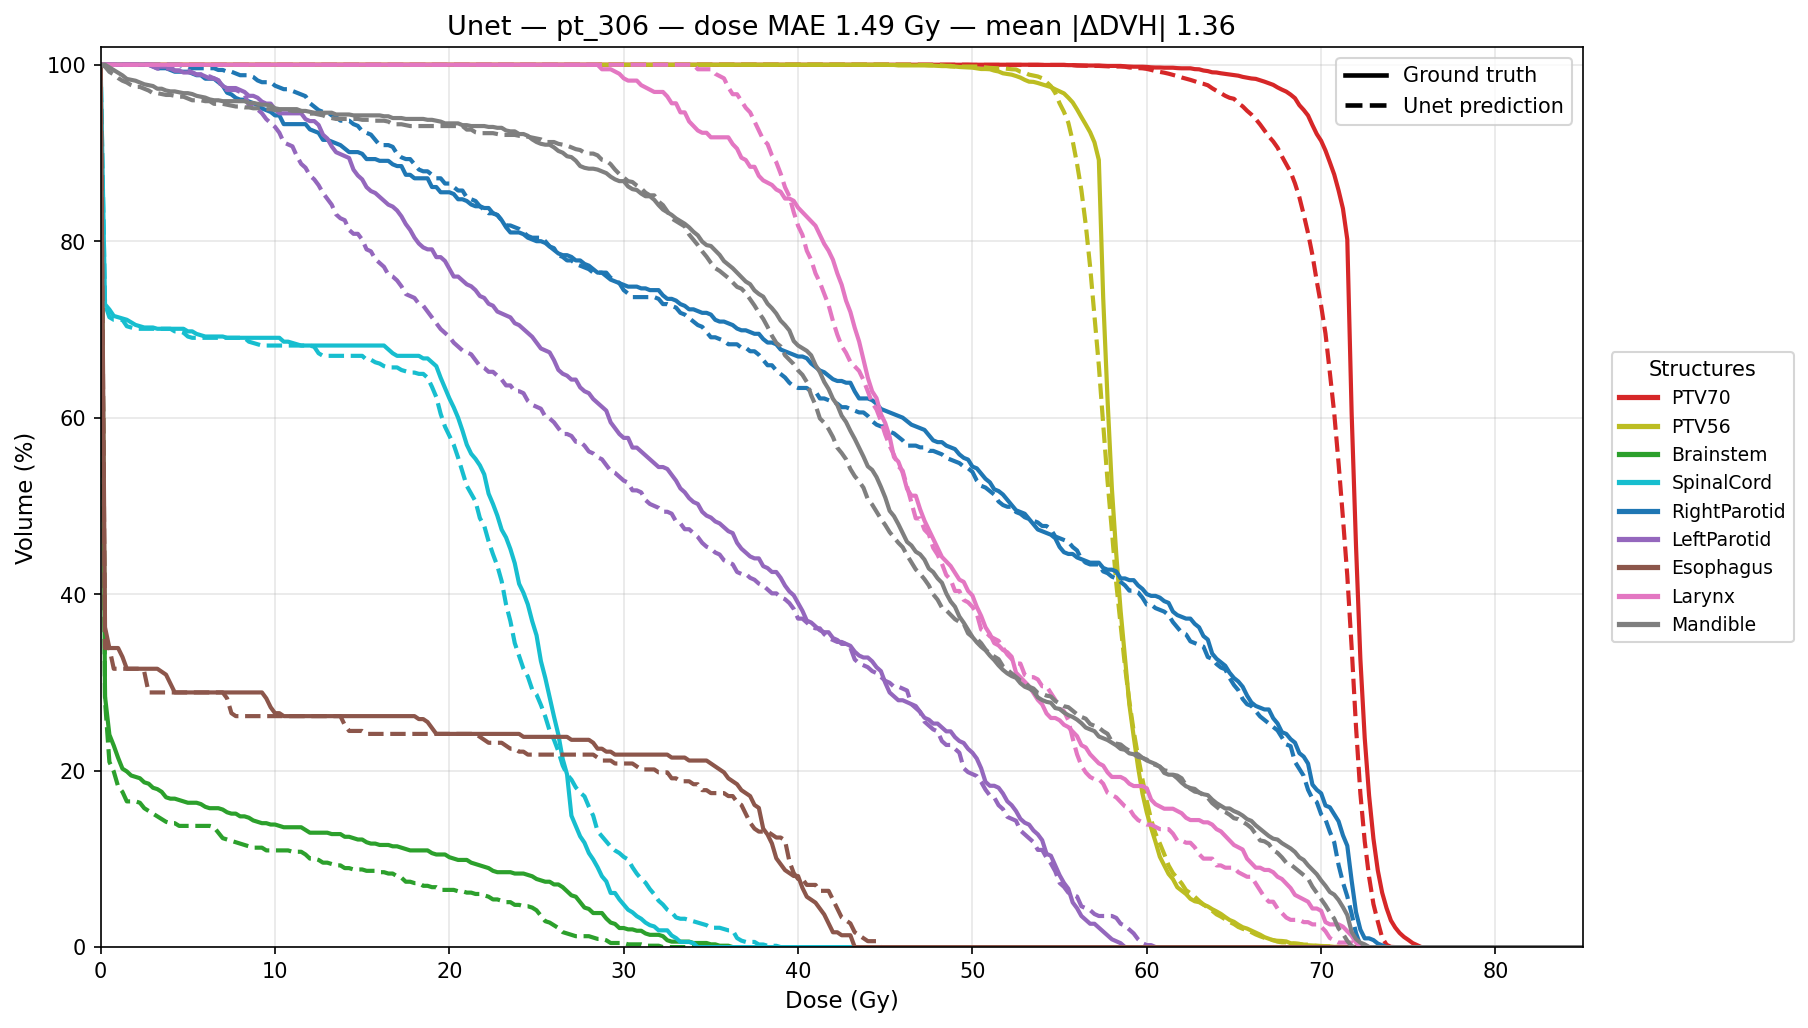 Unet — pt_306 — dose MAE 1.49 Gy — mean |ΔDVH| 1.36
Ground truth
Unet prediction
Volume (%)
100
80
60
40
20
0
0 10 20 30 40 50 60 70 80
Dose (Gy)
Structures
PTV70
PTV56
Brainstem
SpinalCord
RightParotid
LeftParotid
Esophagus
Larynx
Mandible